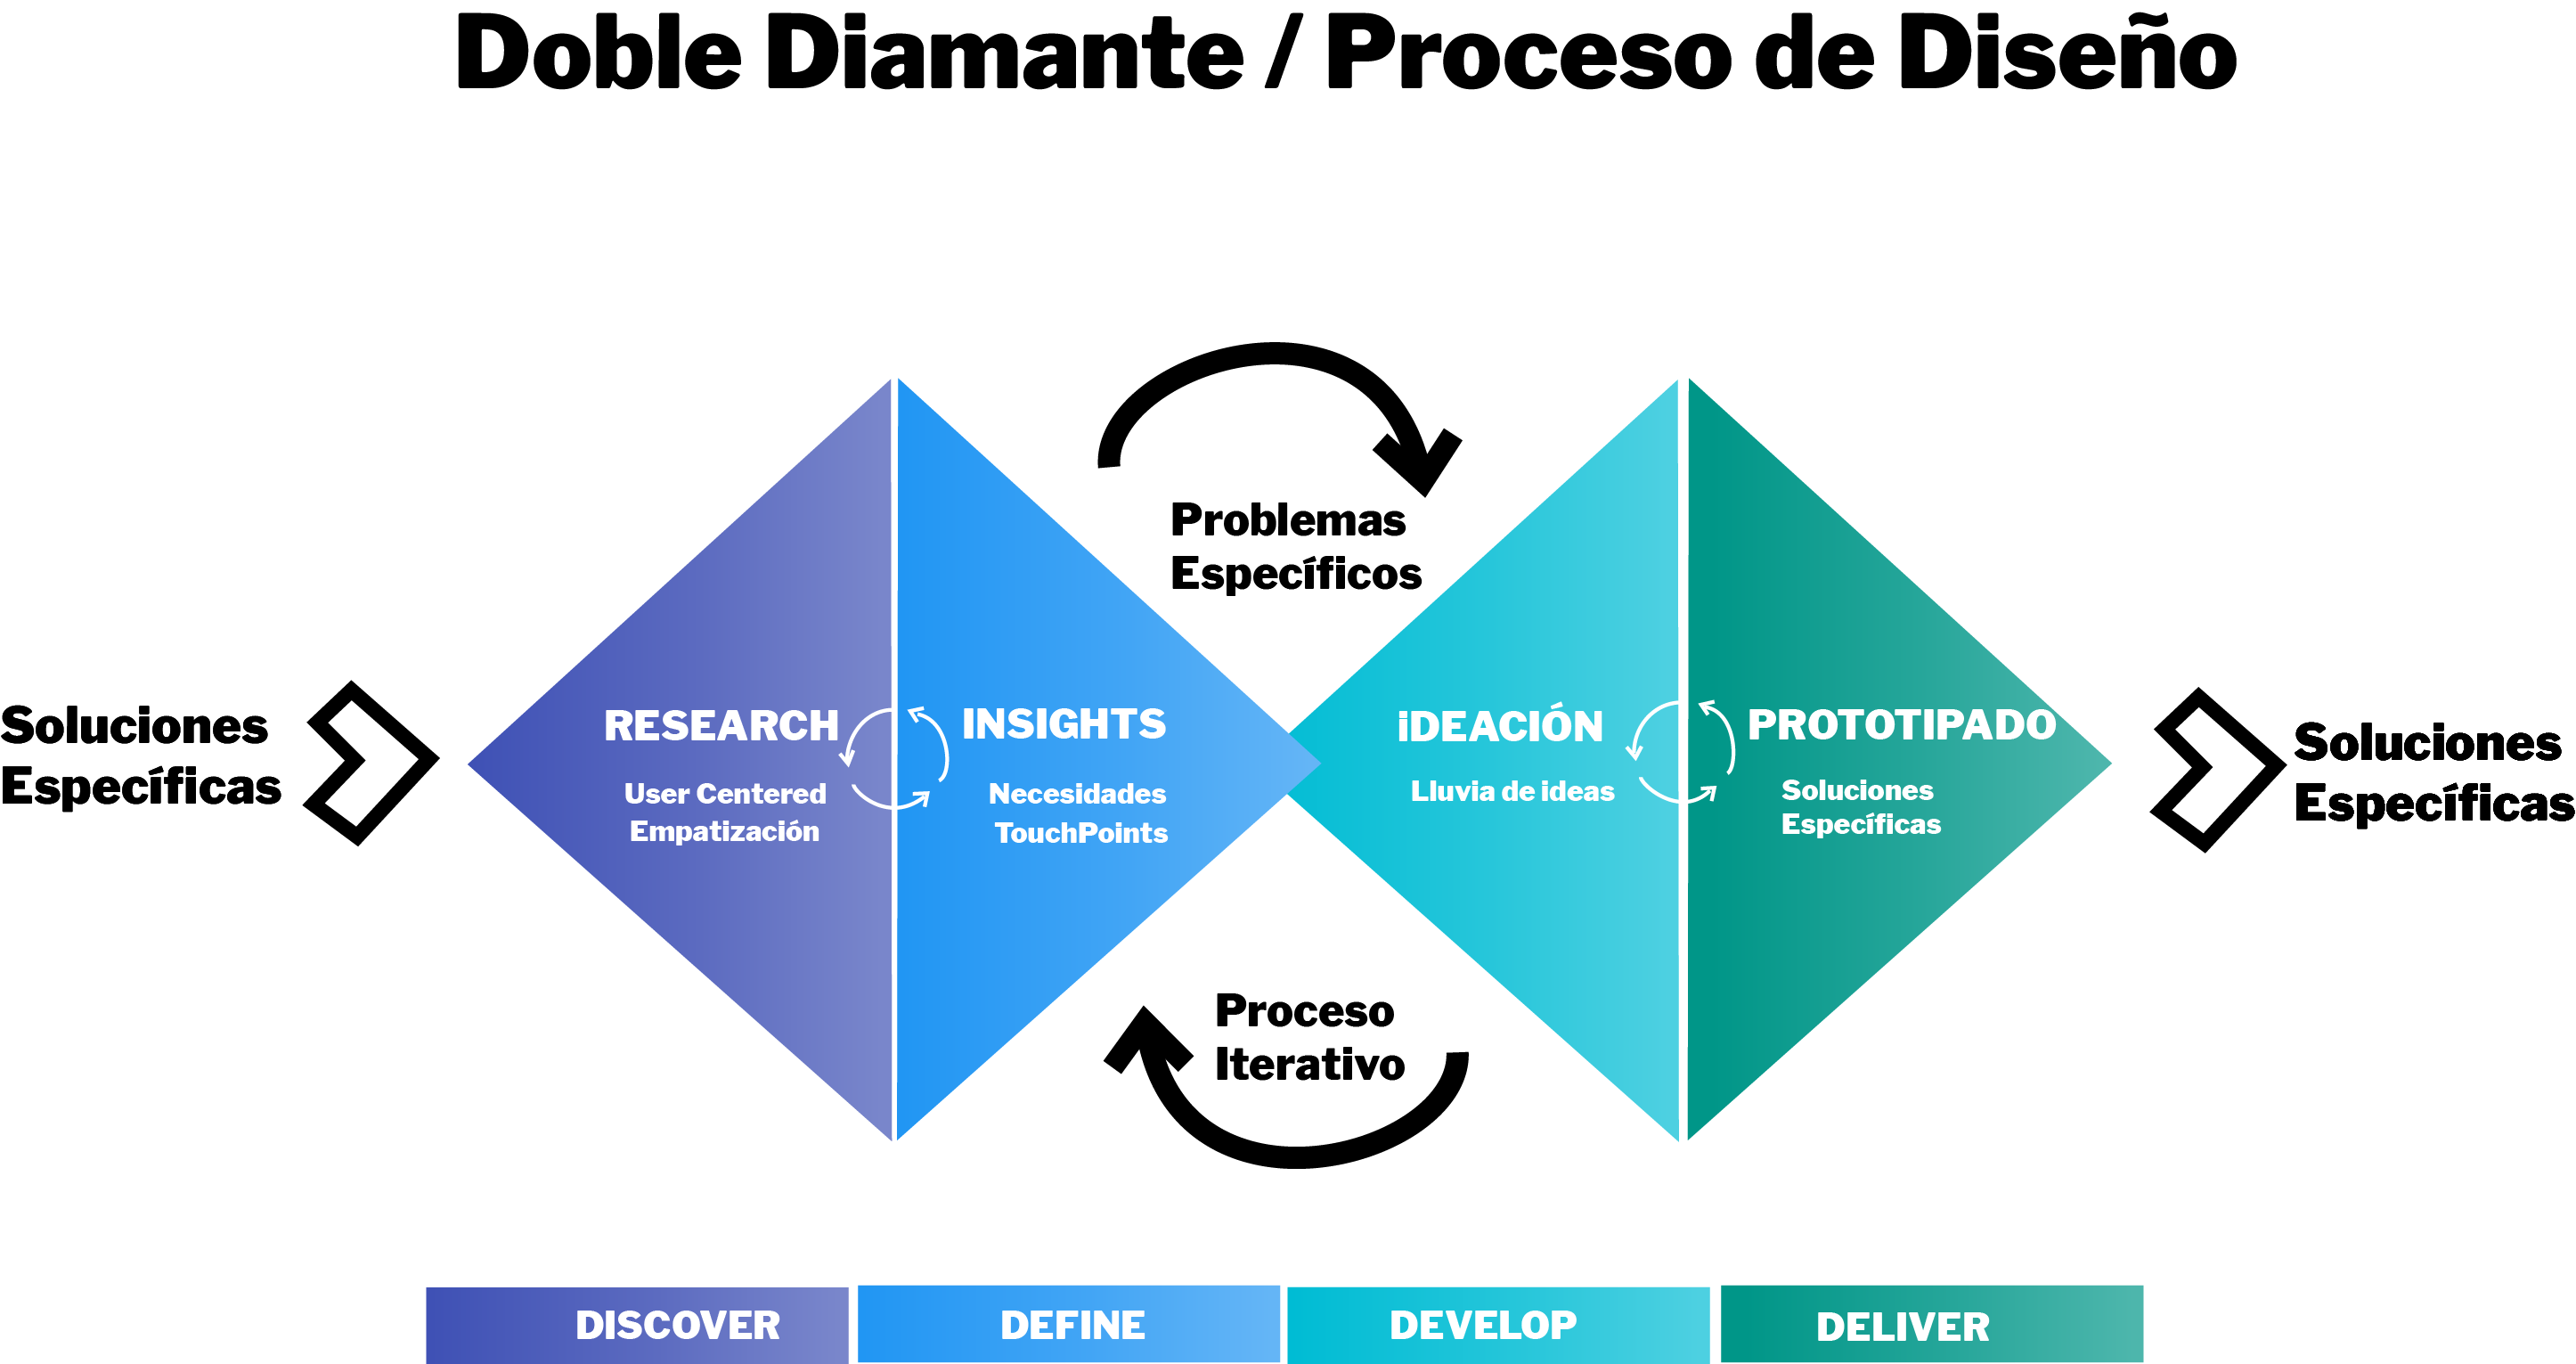 Doble Diamante / Proceso de Diseño
Problemas
Específicos
Soluciones
Específicas
RESEARCH
User Centered
Empatización
INSIGHTS
Necesidades
TouchPoints
iDEACIÓN
Lluvia de ideas
PROTOTIPADO
Soluciones
Específicas
Soluciones
Específicas
Proceso
Iterativo
DISCOVER
DEFINE
DEVELOP
DELIVER